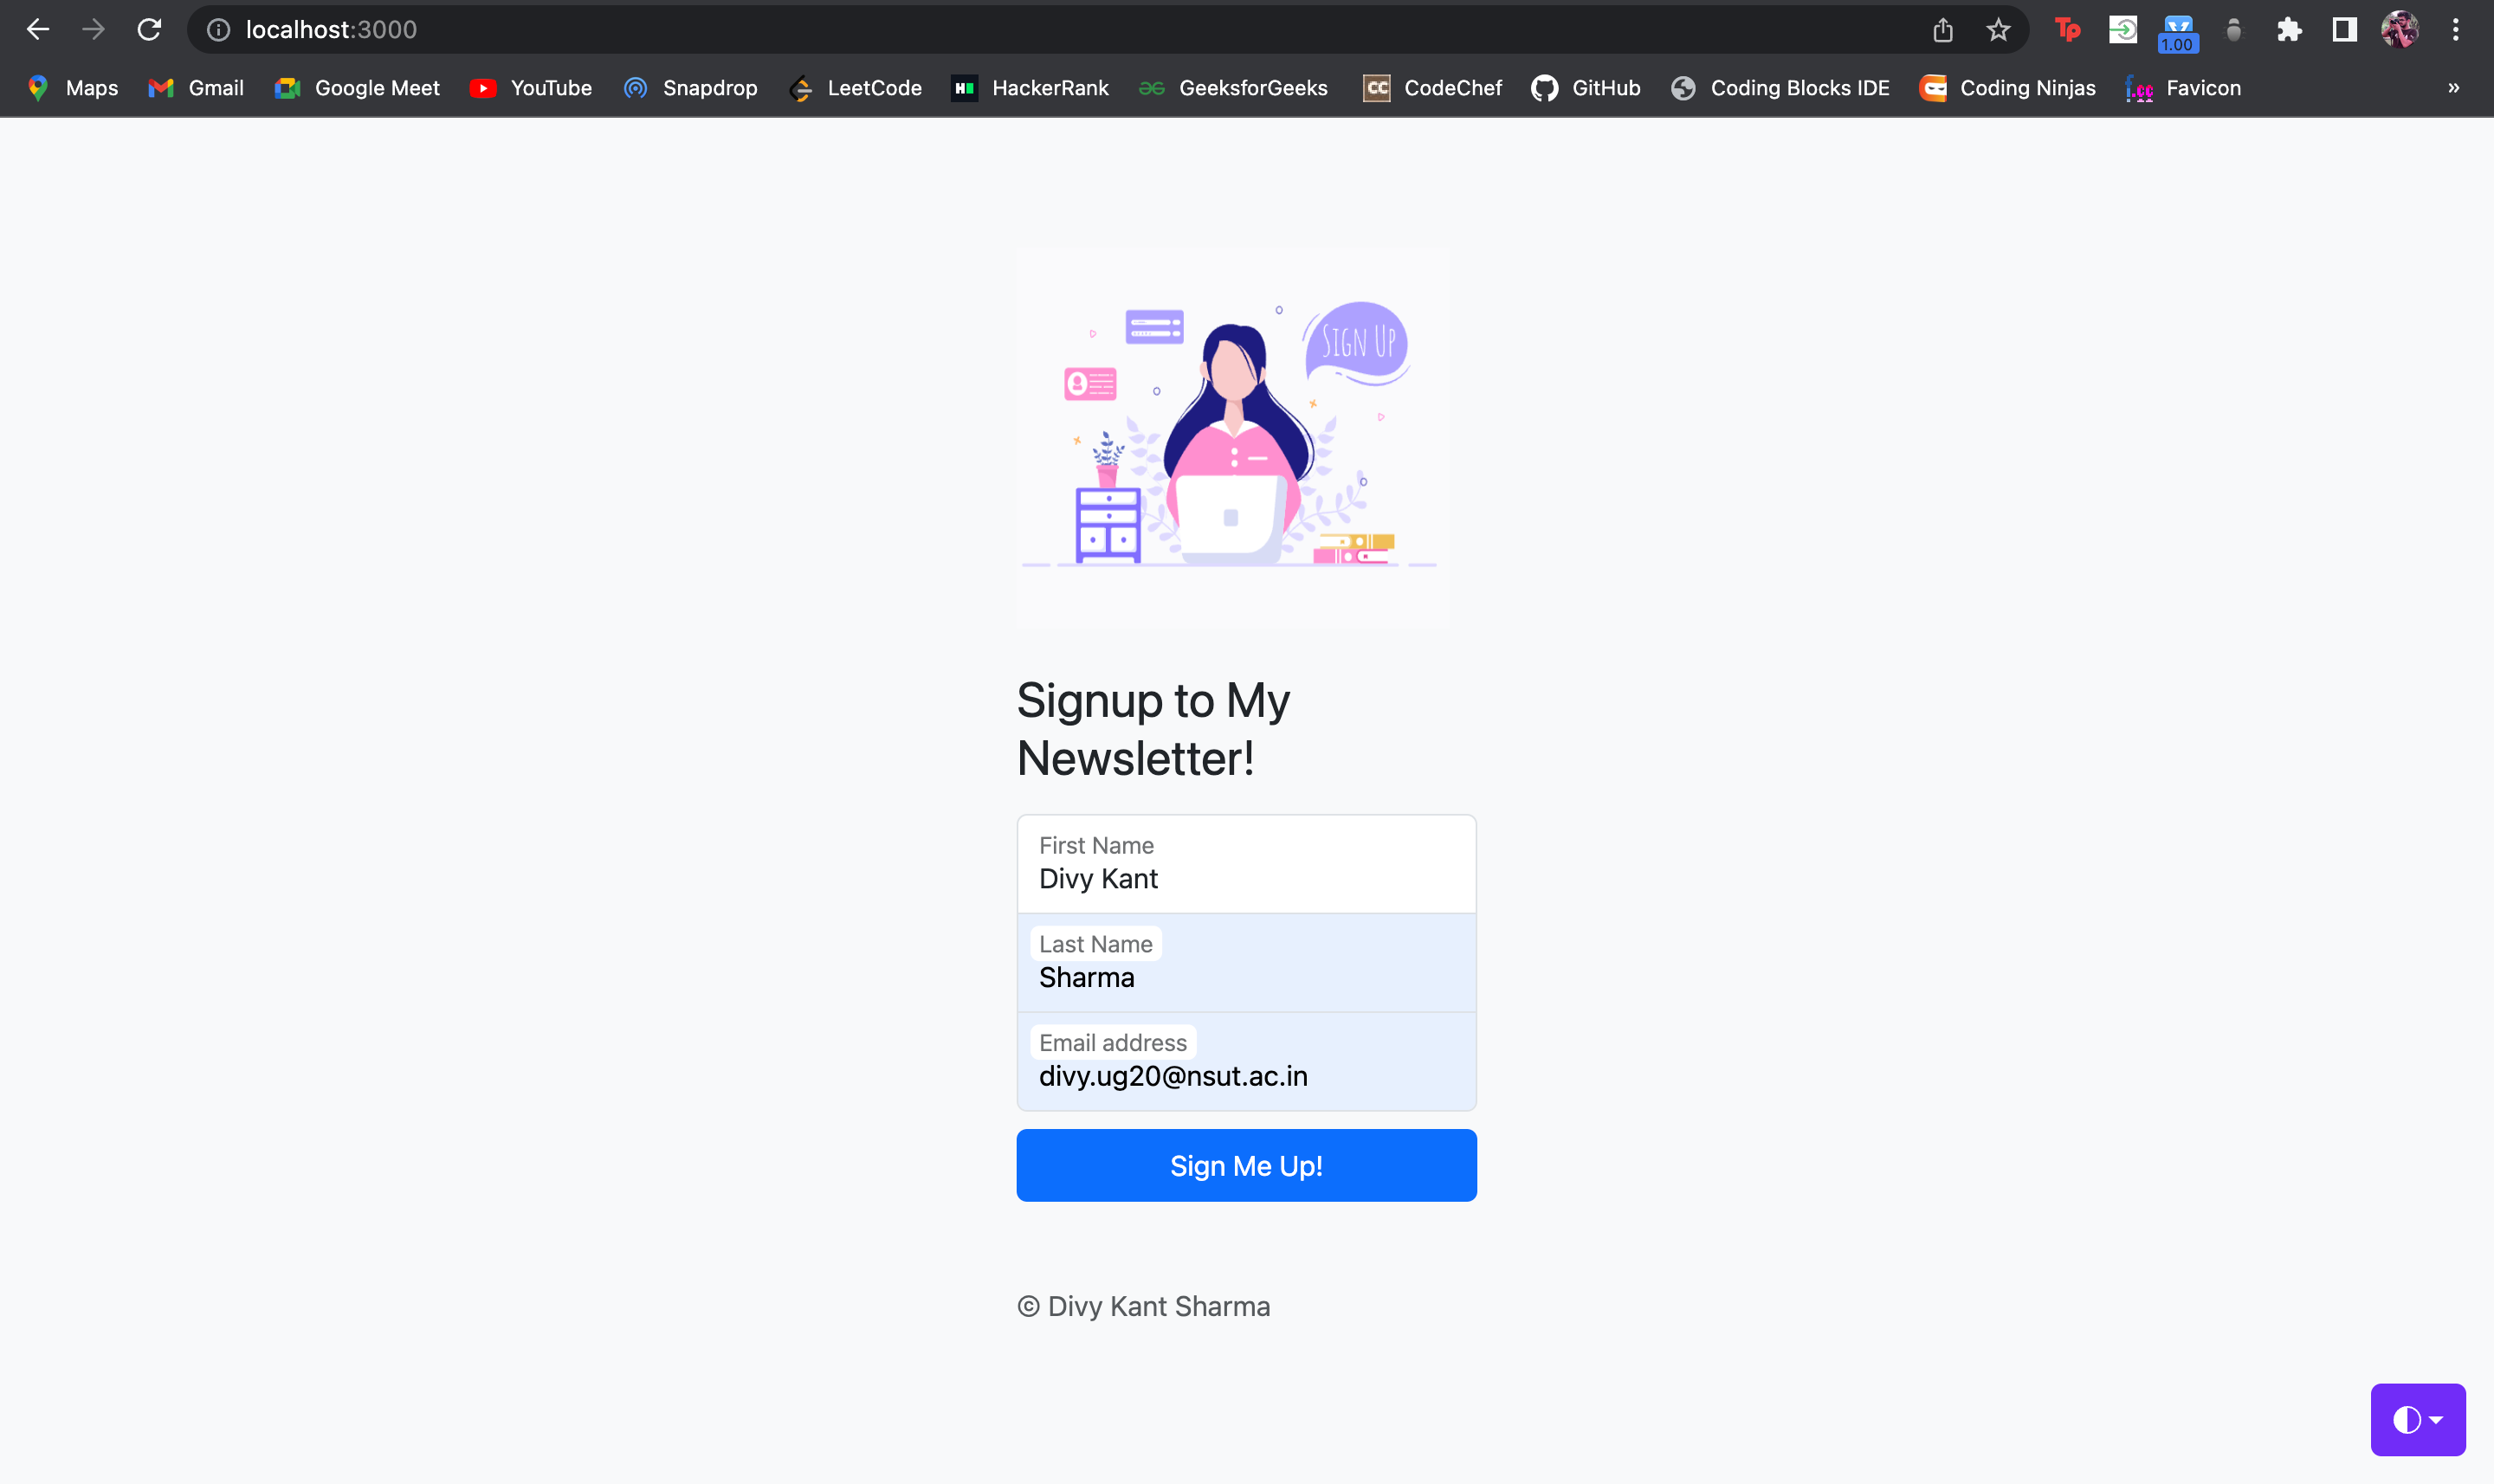 localhost:3000
Tp
1.00
Maps Gmail Google Meet YouTube Snapdrop LeetCode HackerRank GeeksforGeeks CodeChef GitHub Coding Blocks IDE Coding Ninjas Favicon »
SIGN UP
Signup to My
Newsletter!
First Name
Divy Kant
Last Name
Sharma
Email address
divy.ug20@nsut.ac.in
Sign Me Up!
© Divy Kant Sharma